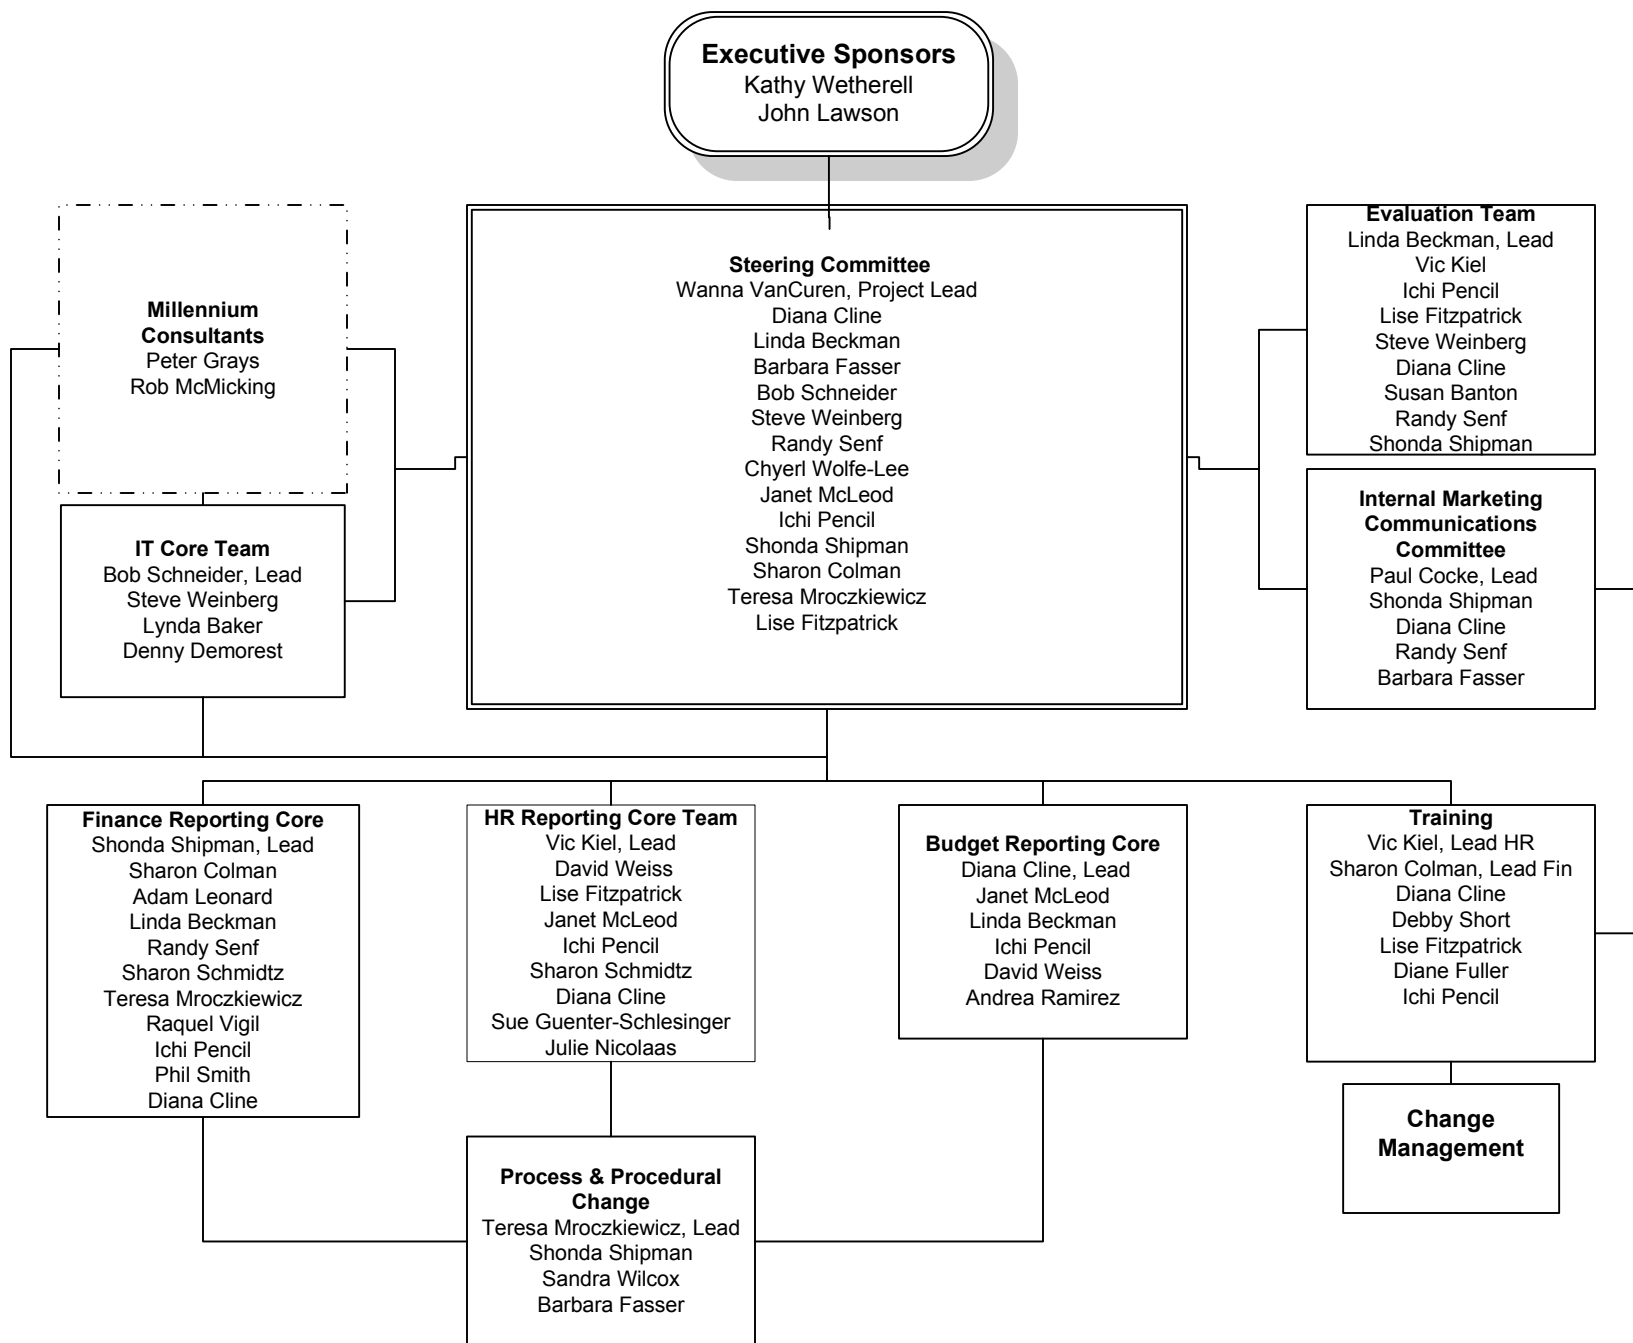 Executive Sponsors
Kathy Wetherell
John Lawson
Millennium
Consultants
Peter Grays
Rob McMicking
Steering Committee
Wanna VanCuren, Project Lead
Diana Cline
Linda Beckman
Barbara Fasser
Bob Schneider
Steve Weinberg
Randy Senf
Chyerl Wolfe-Lee
Janet McLeod
Ichi Pencil
Shonda Shipman
Sharon Colman
Teresa Mroczkiewicz
Lise Fitzpatrick
Evaluation Team
Linda Beckman, Lead
Vic Kiel
Ichi Pencil
Lise Fitzpatrick
Steve Weinberg
Diana Cline
Susan Banton
Randy Senf
Shonda Shipman
IT Core Team
Bob Schneider, Lead
Steve Weinberg
Lynda Baker
Denny Demorest
Internal Marketing
Communications
Committee
Paul Cocke, Lead
Shonda Shipman
Diana Cline
Randy Senf
Barbara Fasser
Finance Reporting Core
Shonda Shipman, Lead
Sharon Colman
Adam Leonard
Linda Beckman
Randy Senf
Sharon Schmidtz
Teresa Mroczkiewicz
Raquel Vigil
Ichi Pencil
Phil Smith
Diana Cline
HR Reporting Core Team
Vic Kiel, Lead
David Weiss
Lise Fitzpatrick
Janet McLeod
Ichi Pencil
Sharon Schmidtz
Diana Cline
Sue Guenter-Schlesinger
Julie Nicolaas
Budget Reporting Core
Diana Cline, Lead
Janet McLeod
Linda Beckman
Ichi Pencil
David Weiss
Andrea Ramirez
Training
Vic Kiel, Lead HR
Sharon Colman, Lead Fin
Diana Cline
Debby Short
Lise Fitzpatrick
Diane Fuller
Ichi Pencil
Change
Management
Process & Procedural
Change
Teresa Mroczkiewicz, Lead
Shonda Shipman
Sandra Wilcox
Barbara Fasser